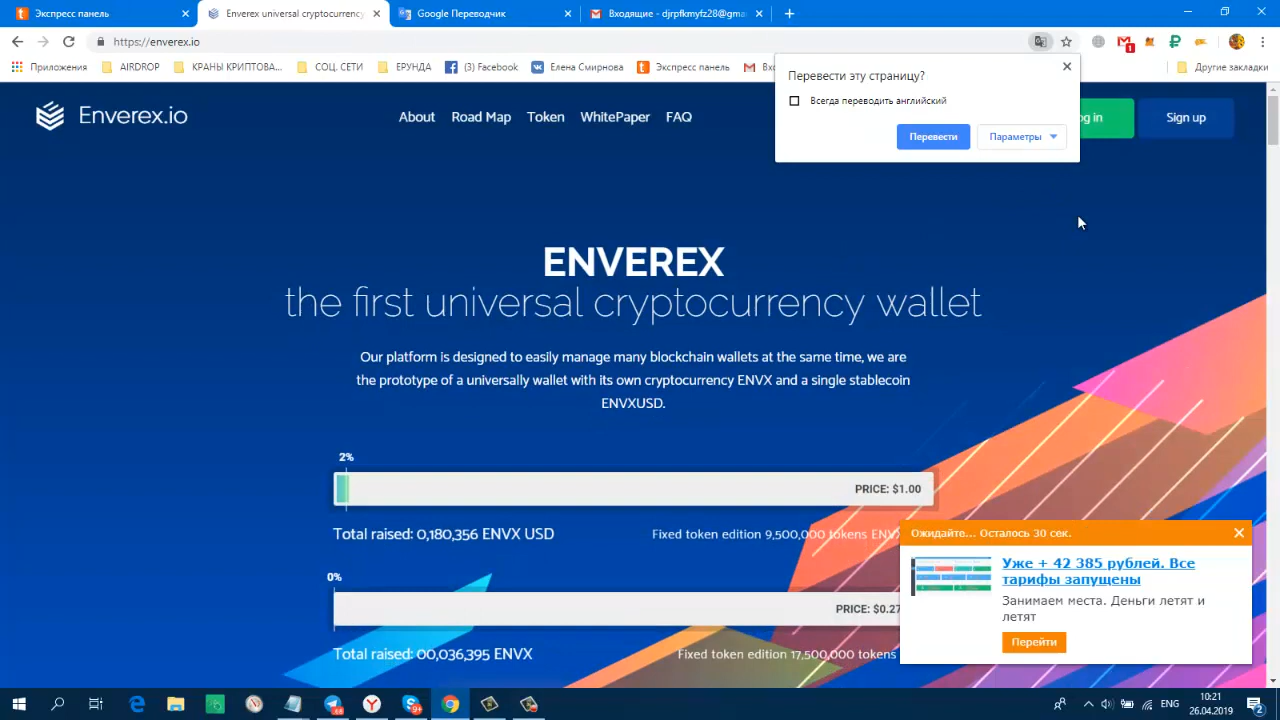 Экспресс панель
Enverex universal cryptocurrency
Google Переводчик
Входящие - djrpfkmyfz28@gma
https://enverex.io
Приложения
AIRDROP
КРАНЫ КРИПТОВА...
СОЦ. СЕТИ
ЕРУНДА
(3) Facebook
Елена Смирнова
Экспресс панель
Другие закладки
Перевести эту страницу?
Всегда переводить английский
Перевести
Параметры
Enverex.io
About
Road Map
Token
WhitePaper
FAQ
Sign up
ENVEREX
the first universal cryptocurrency wallet
Our platform is designed to easily manage many blockchain wallets at the same time, we are
the prototype of a universally wallet with its own cryptocurrency ENVX and a single stablecoin
ENVXUSD.
2%
PRICE: $1.00
Total raised: 0,180,356 ENVX USD
Fixed token edition 9,500,000 tokens ENV
0%
PRICE: $0.27
Total raised: 00,036,395 ENVX
Fixed token edition 17,500,000 tokens
Ожидайте... Осталось 30 сек.
Уже + 42 385 рублей. Все
тарифы запущены
Занимаем места. Деньги летят и
летят
Перейти
ENG
10:21
26.04.2019